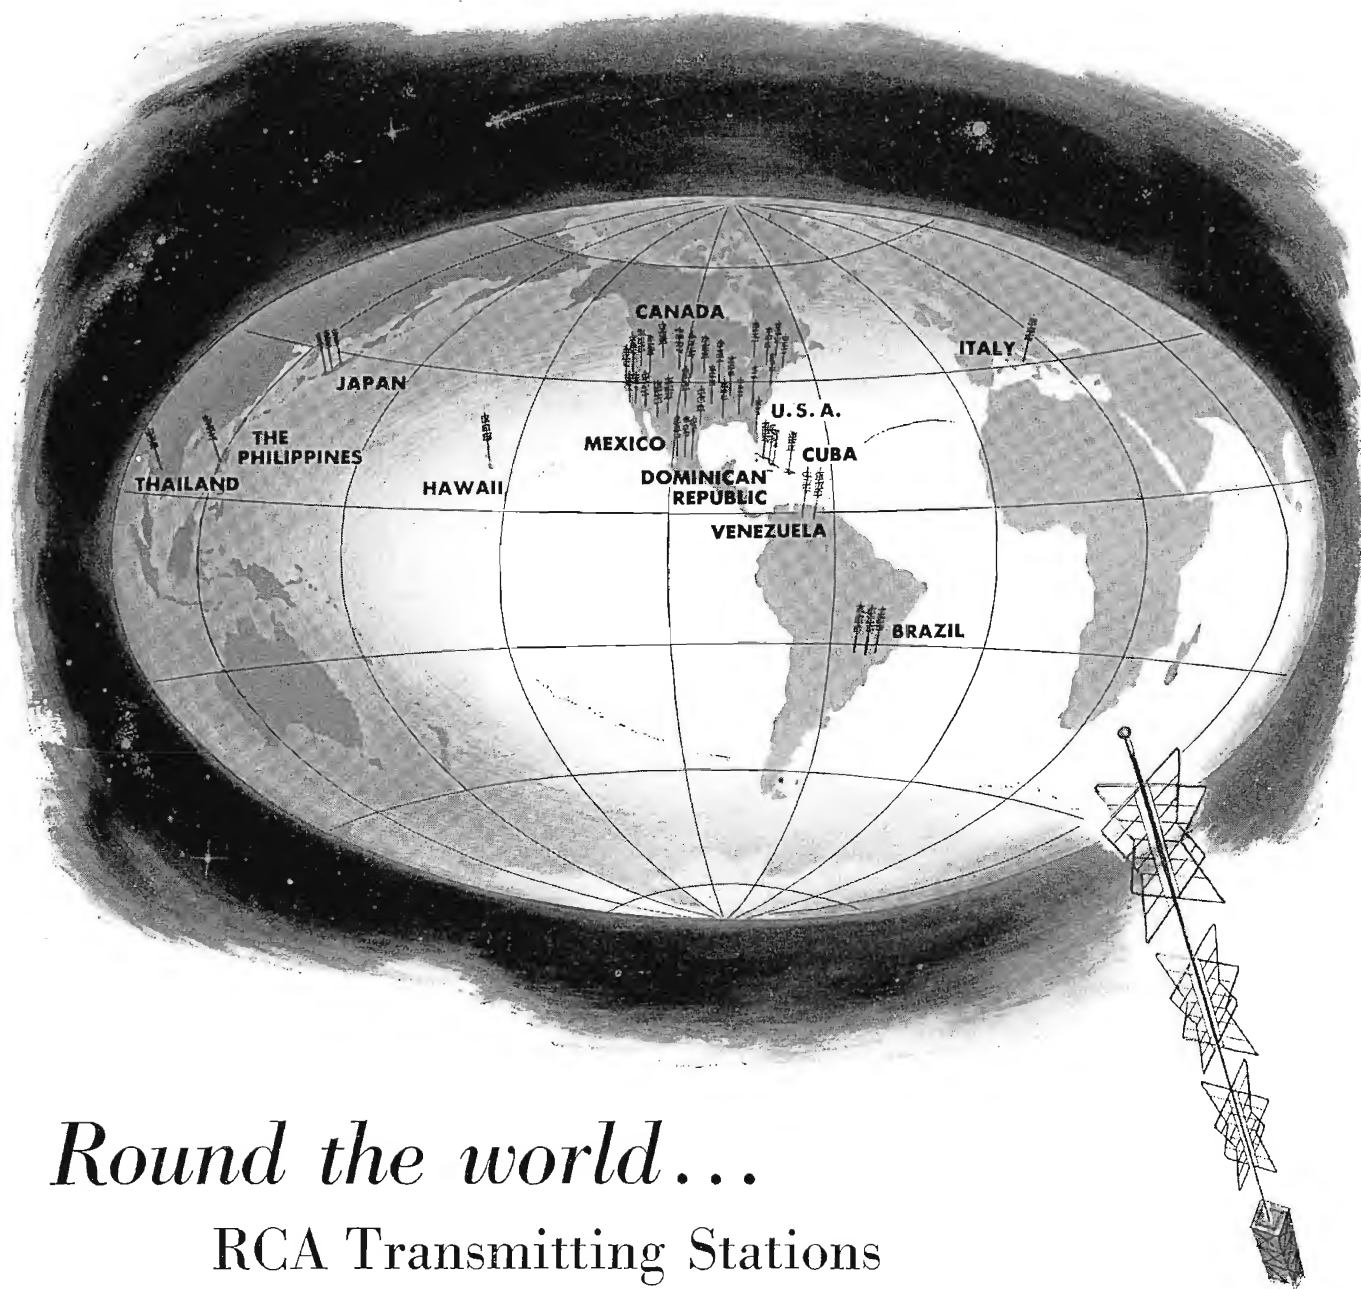 CANADA
ITALY
JAPAN
U.S.A.
THE
PHILIPPINES
MEXICO
CUBA
THAILAND
HAWAII
DOMINICAN
REPUBLIC
VENEZUELA
BRAZIL
Round the world...
RCA Transmitting Stations